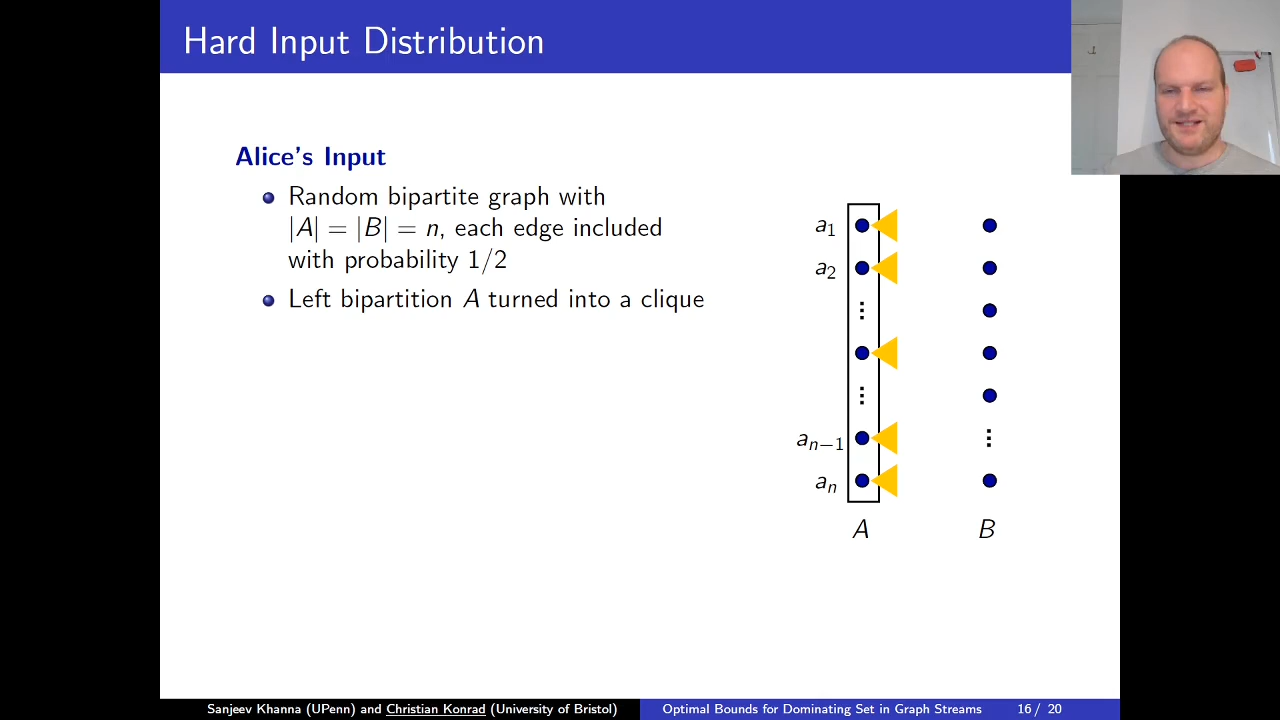 Hard Input Distribution
Alice's Input
Random bipartite graph with
|A| = |B| = n, each edge included
with probability 1/2
Left bipartition A turned into a clique
a₁
a₂
⋮
⋮
aₙ₋₁
⋮
aₙ
A
B
Sanjeev Khanna (UPenn) and Christian Konrad (University of Bristol)
Optimal Bounds for Dominating Set in Graph Streams
16 / 20